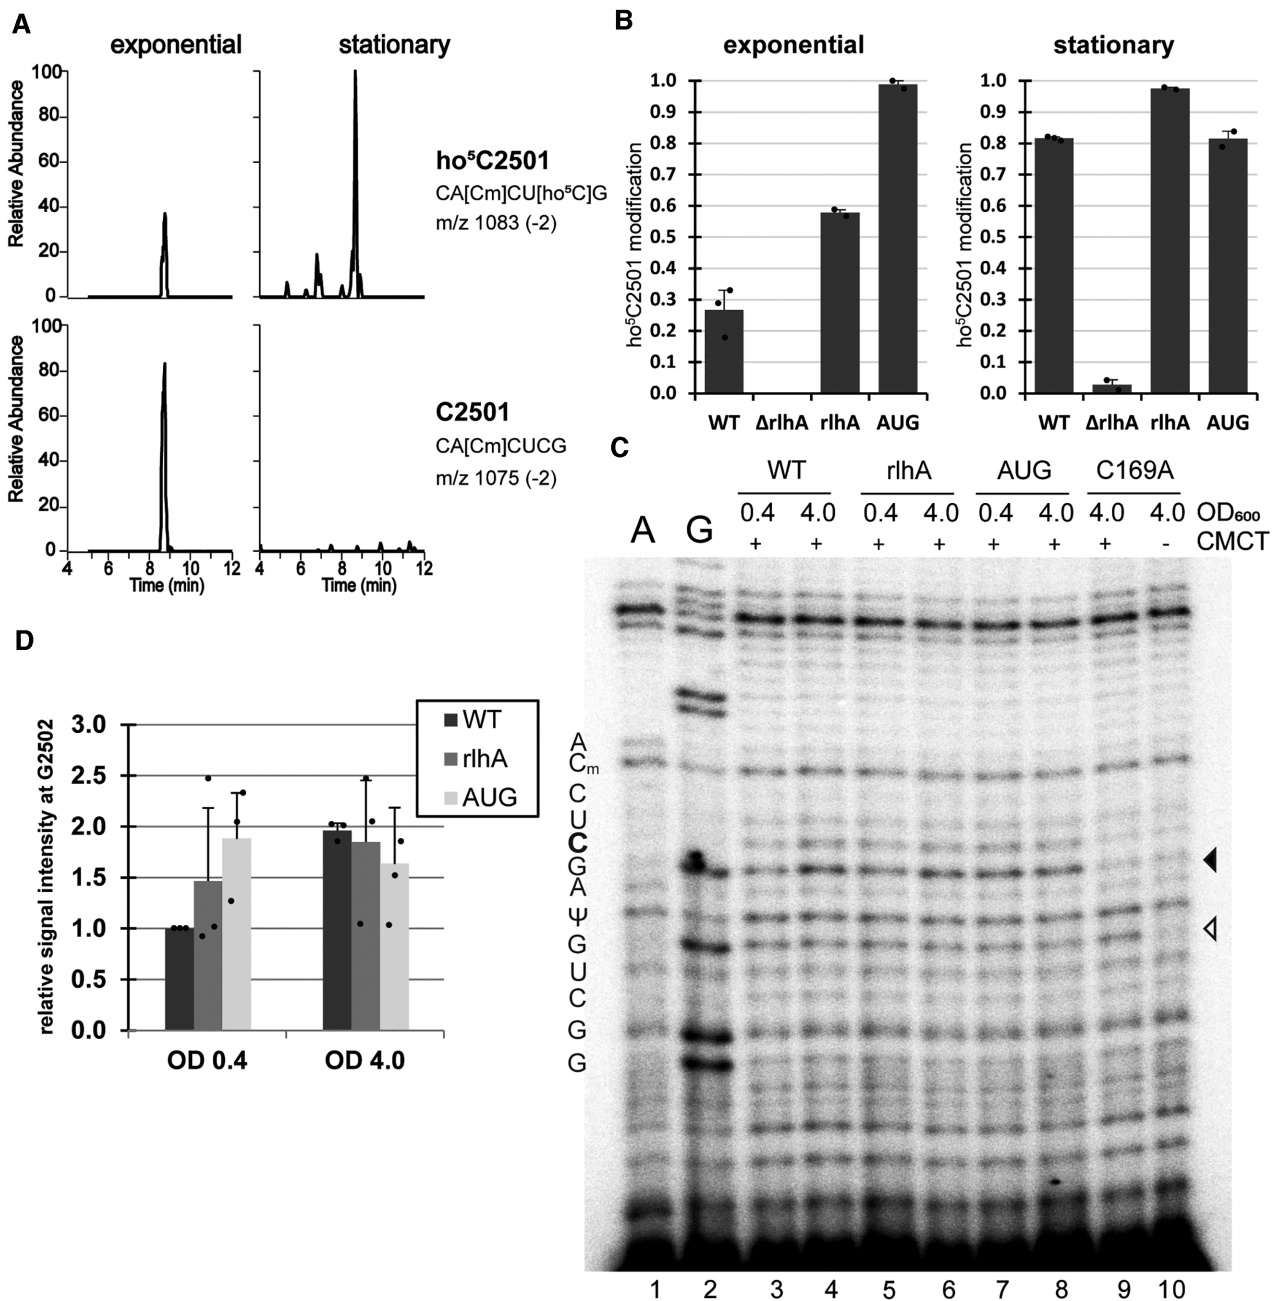 A
exponential
stationary
Relative Abundance
100
80
60
40
20
0
ho⁵C2501
CA[Cm]CU[ho⁵C]G
m/z 1083 (-2)
Relative Abundance
100
80
60
40
20
0
C2501
CA[Cm]CUCG
m/z 1075 (-2)
4 6 8 10 12
4 6 8 10 12
Time (min)
Time (min)
B
exponential
ho⁵C2501 modification
1.0
0.9
0.8
0.7
0.6
0.5
0.4
0.3
0.2
0.1
0.0
WT ΔrlhA rlhA AUG
stationary
ho⁵C2501 modification
1.0
0.9
0.8
0.7
0.6
0.5
0.4
0.3
0.2
0.1
0.0
WT ΔrlhA rlhA AUG
C
WT rlhA AUG C169A
A G 0.4 4.0 0.4 4.0 0.4 4.0 4.0 4.0 OD₆₀₀
+ + + + + + + - CMCT
A
Cm
C
U
C
G
A
Ψ
G
U
C
G
G
1 2 3 4 5 6 7 8 9 10
D
relative signal intensity at G2502
3.0
2.5
2.0
1.5
1.0
0.5
0.0
WT
rlhA
AUG
OD 0.4 OD 4.0